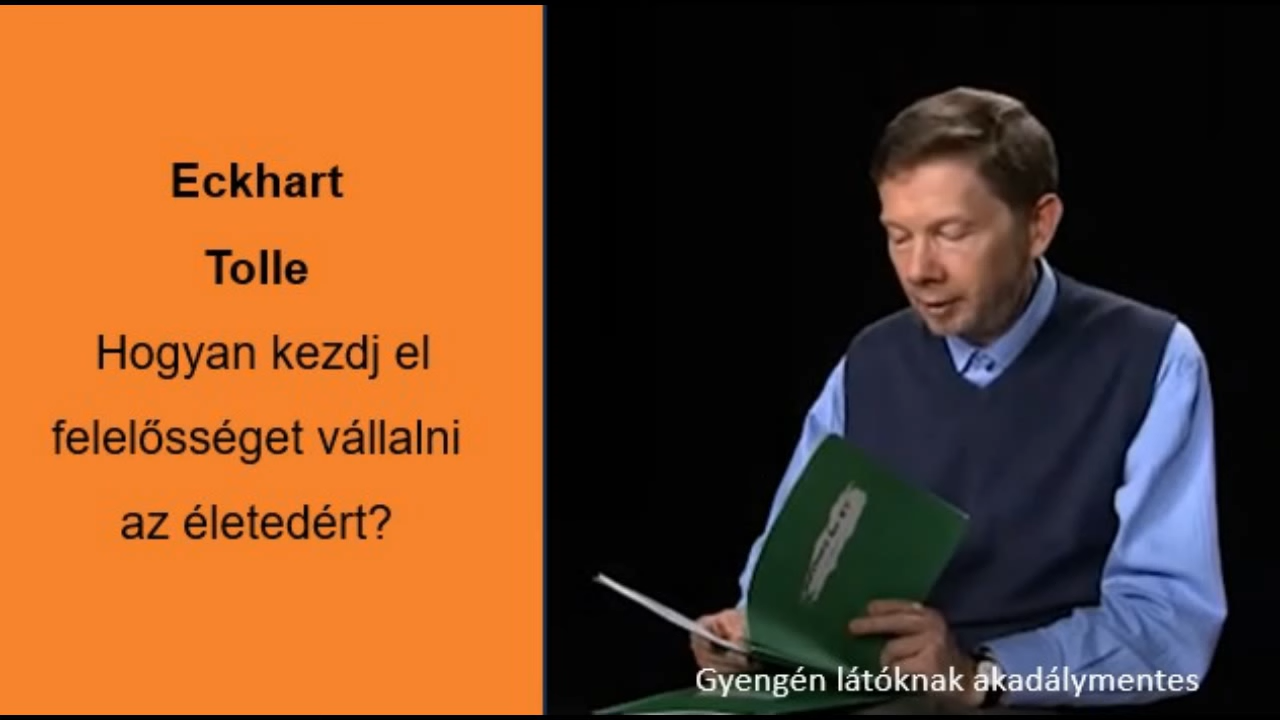 Eckhart
Tolle
Hogyan kezdj el
felelősséget vállalni
az életedért?
Gyengén látóknak akadálymentes